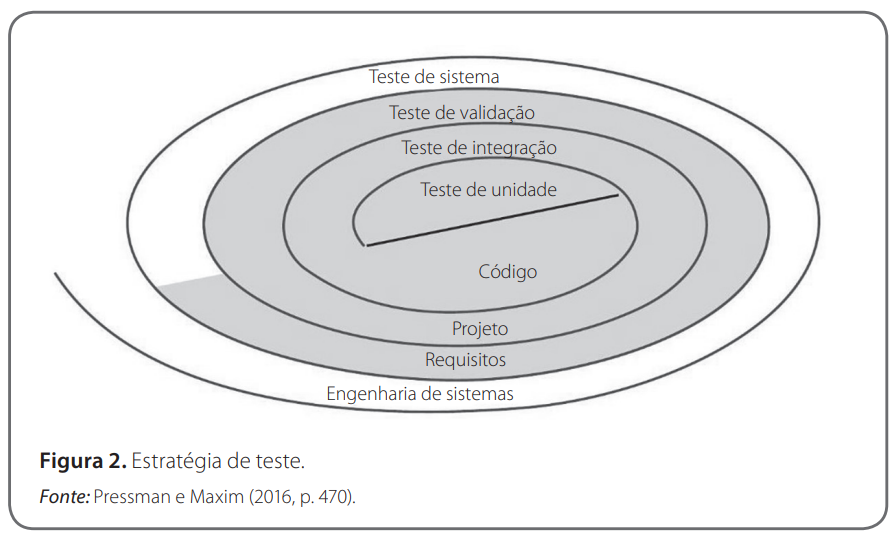 Teste de sistema
Teste de validação
Teste de integração
Teste de unidade
Código
Projeto
Requisitos
Engenharia de sistemas
Figura 2. Estratégia de teste.
Fonte: Pressman e Maxim (2016, p. 470).